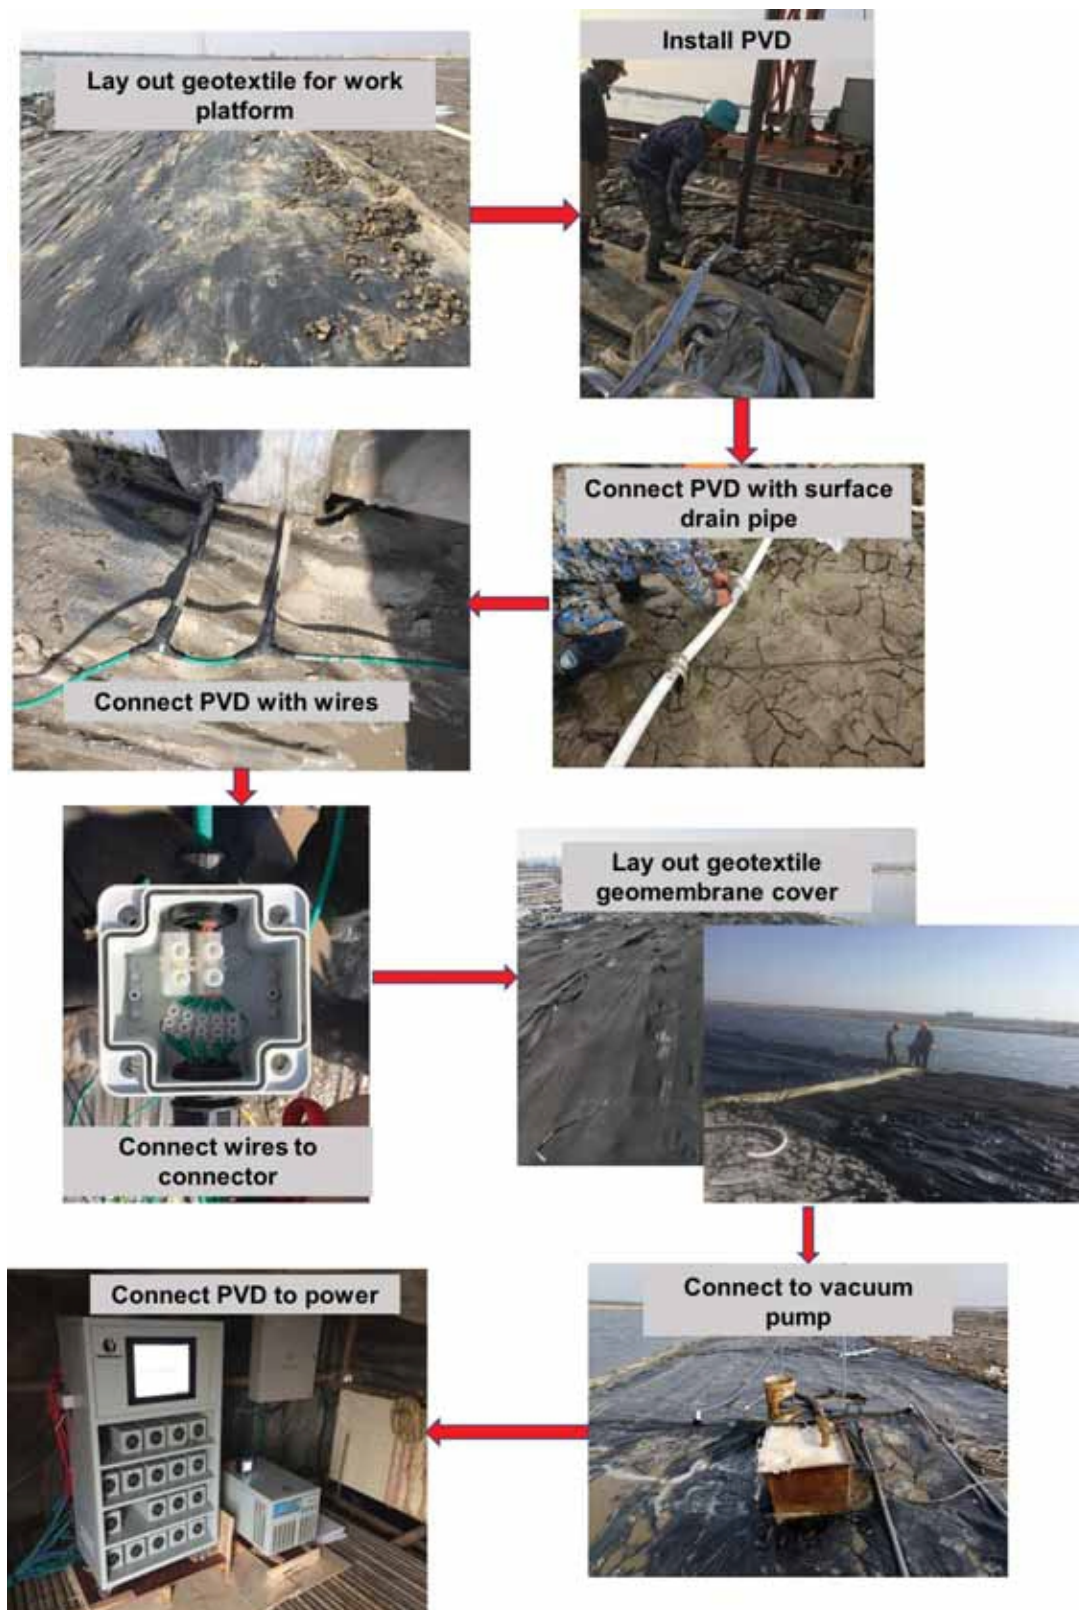 Lay out geotextile for work
platform
Install PVD
Connect PVD with surface
drain pipe
Connect PVD with wires
Connect wires to
connector
Lay out geotextile
geomembrane cover
Connect to vacuum
pump
Connect PVD to power